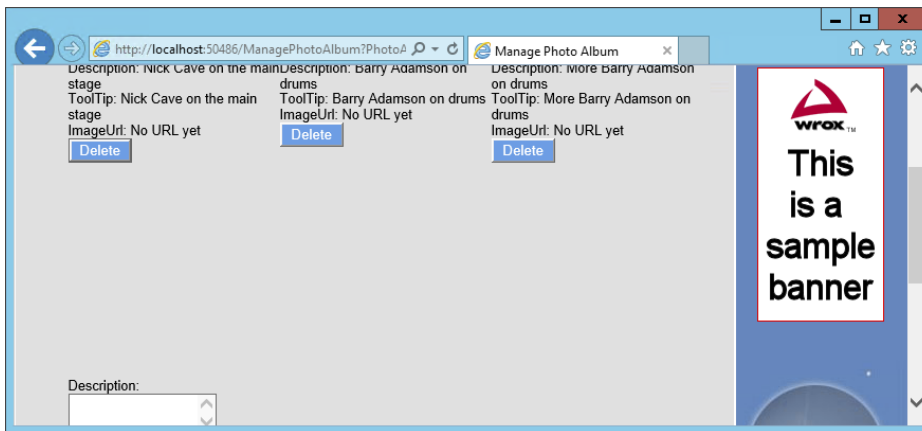 http://localhost:50486/ManagePhotoAlbum?PhotoA
Manage Photo Album
Description: Nick Cave on the main
stage
ToolTip: Nick Cave on the main
stage
ImageUrl: No URL yet
Delete
Description: Barry Adamson on
drums
ToolTip: Barry Adamson on drums
ImageUrl: No URL yet
Delete
Description: More Barry Adamson
on drums
ToolTip: More Barry Adamson on
drums
ImageUrl: No URL yet
Delete
Description:
wrox TM
This
is a
sample
banner